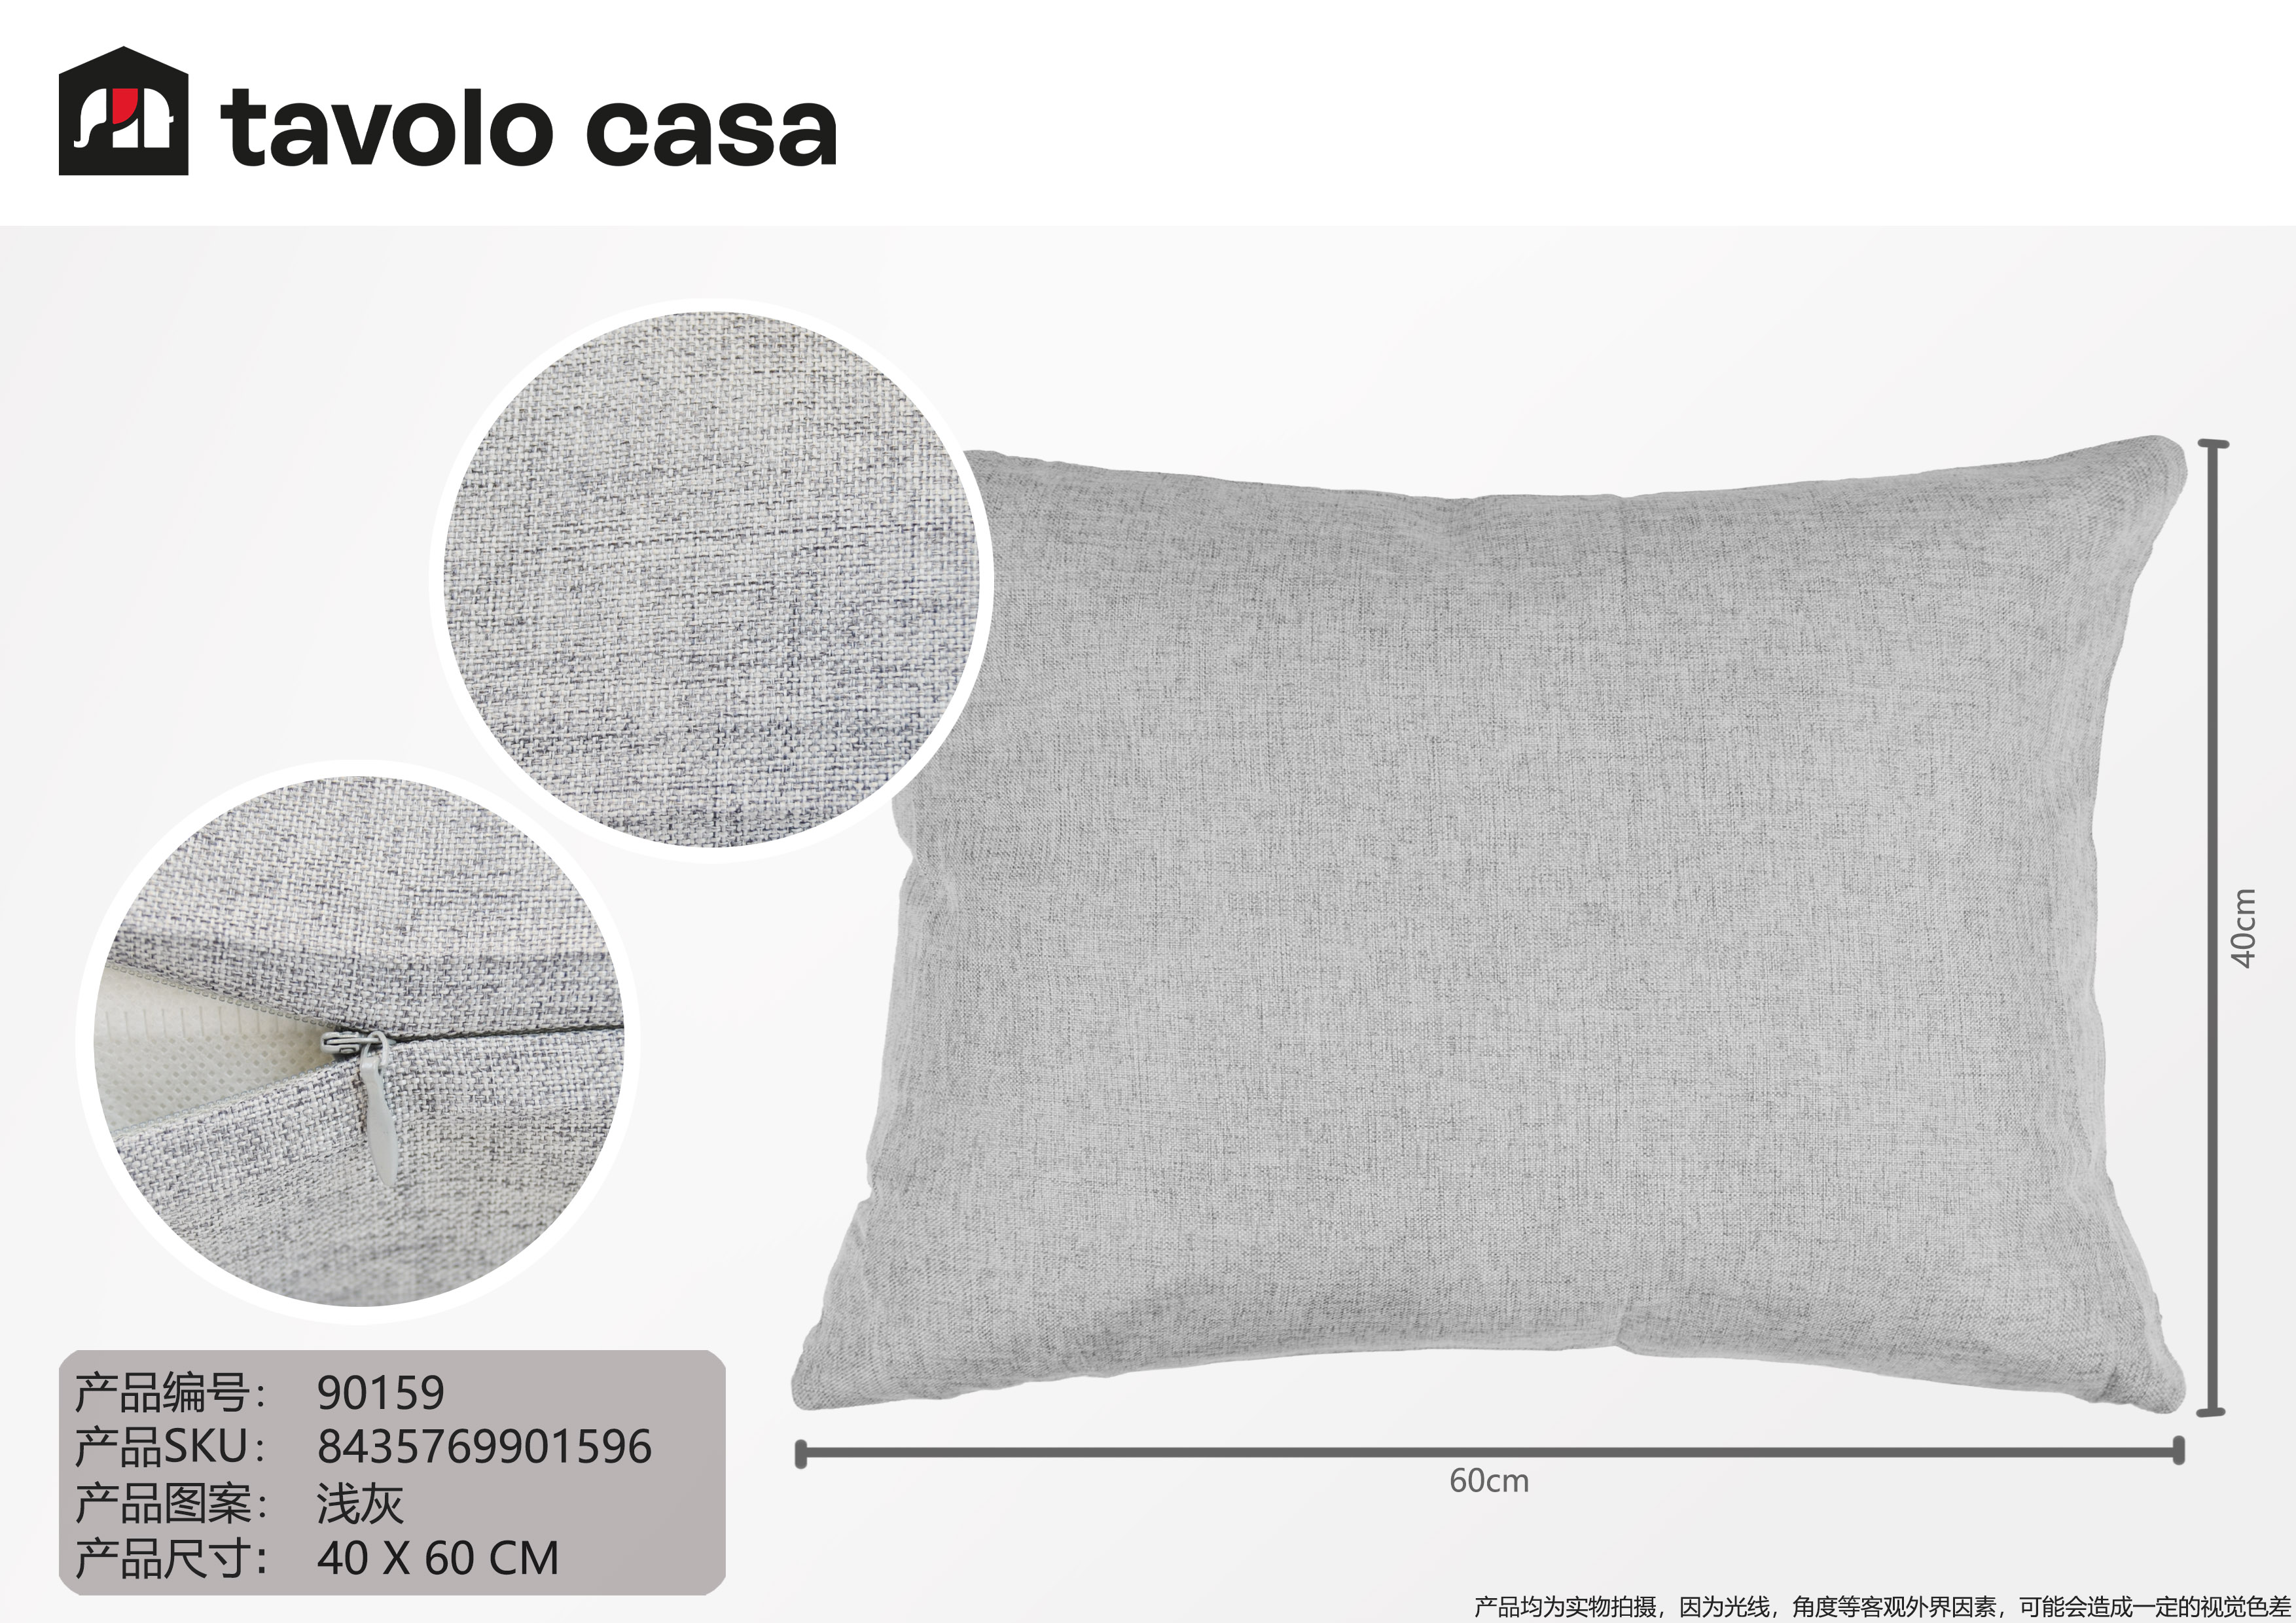 tavolo casa
40cm
60cm
产品编号： 90159
产品SKU： 8435769901596
产品图案： 浅灰
产品尺寸： 40 X 60 CM
产品均为实物拍摄，因为光线，角度等客观外界因素，可能会造成一定的视觉色差